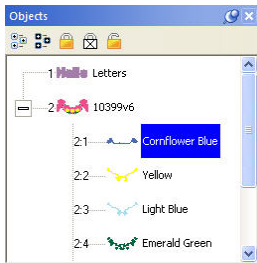 Objects
1 Hello Letters
2 10399v6
2:1 Cornflower Blue
2:2 Yellow
2:3 Light Blue
2:4 Emerald Green